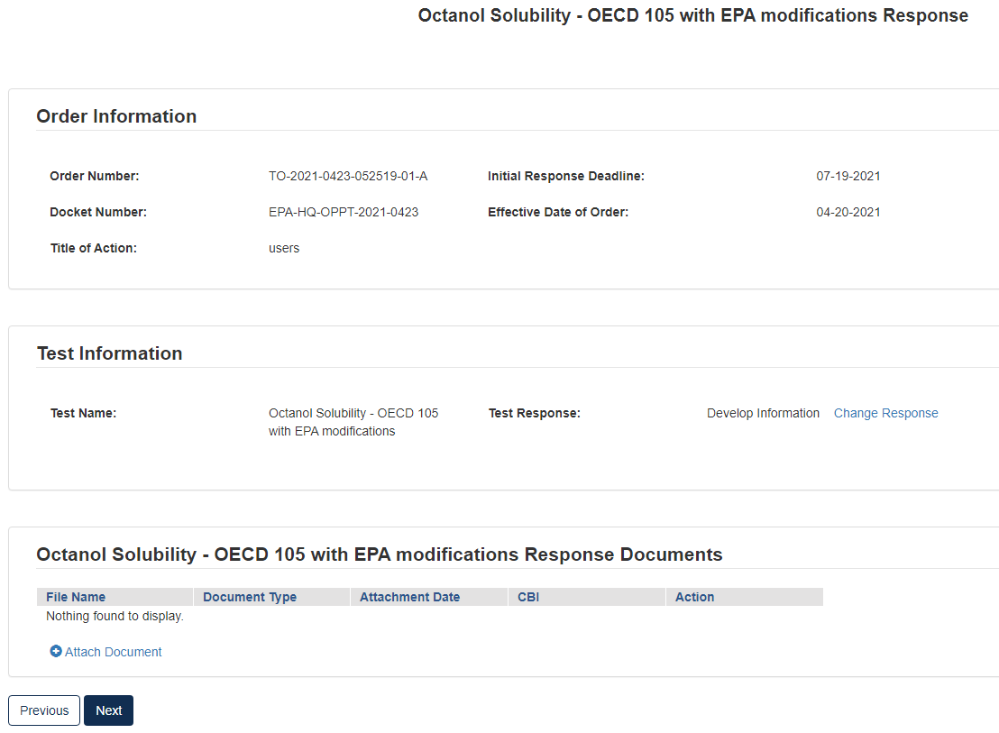 Octanol Solubility - OECD 105 with EPA modifications Response
Order Information
Order Number: TO-2021-0423-052519-01-A Initial Response Deadline: 07-19-2021
Docket Number: EPA-HQ-OPPT-2021-0423 Effective Date of Order: 04-20-2021
Title of Action: users
Test Information
Test Name: Octanol Solubility - OECD 105 Test Response: Develop Information Change Response
with EPA modifications
Octanol Solubility - OECD 105 with EPA modifications Response Documents
File Name Document Type Attachment Date CBI Action
Nothing found to display.
Attach Document
Previous Next